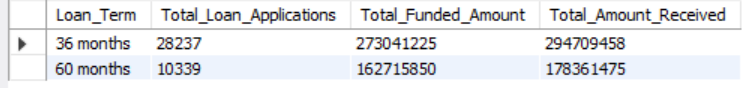 Loan_Term Total_Loan_Applications Total_Funded_Amount Total_Amount_Received
36 months 28237 273041225 294709458
60 months 10339 162715850 178361475